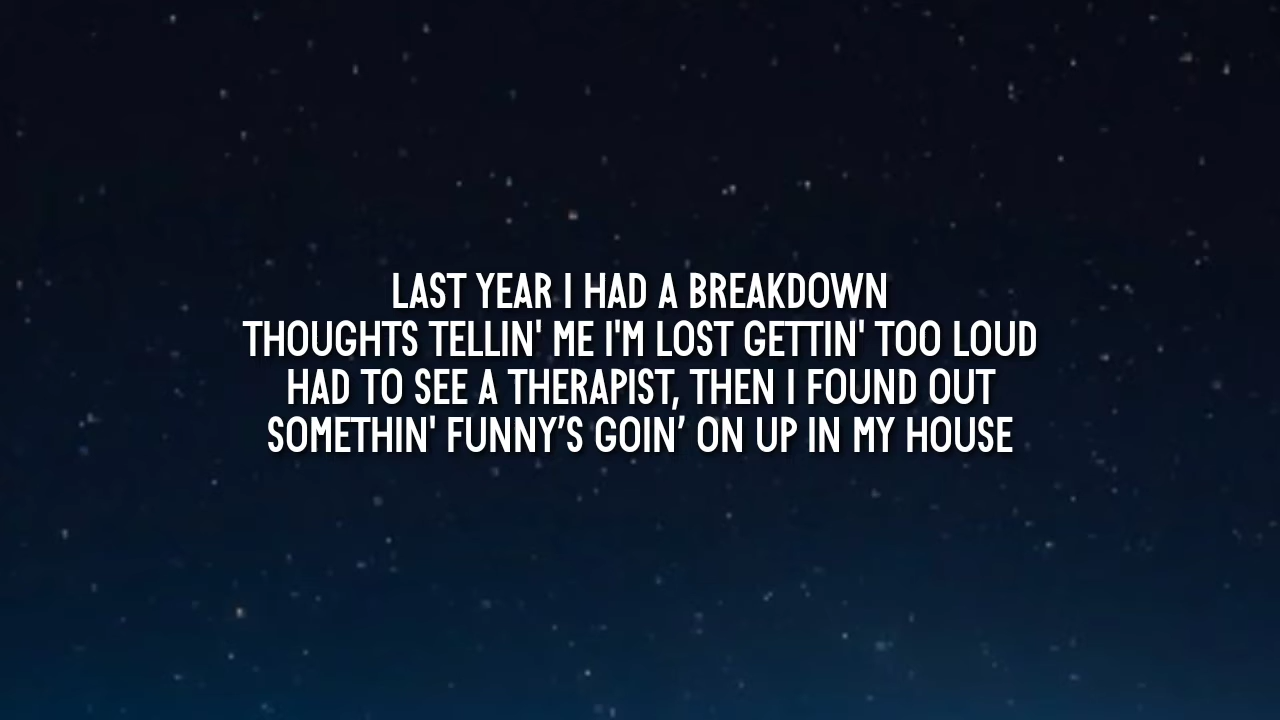 LAST YEAR I HAD A BREAKDOWN
THOUGHTS TELLIN' ME I'M LOST GETTIN' TOO LOUD
HAD TO SEE A THERAPIST, THEN I FOUND OUT
SOMETHIN' FUNNY’S GOIN’ ON UP IN MY HOUSE